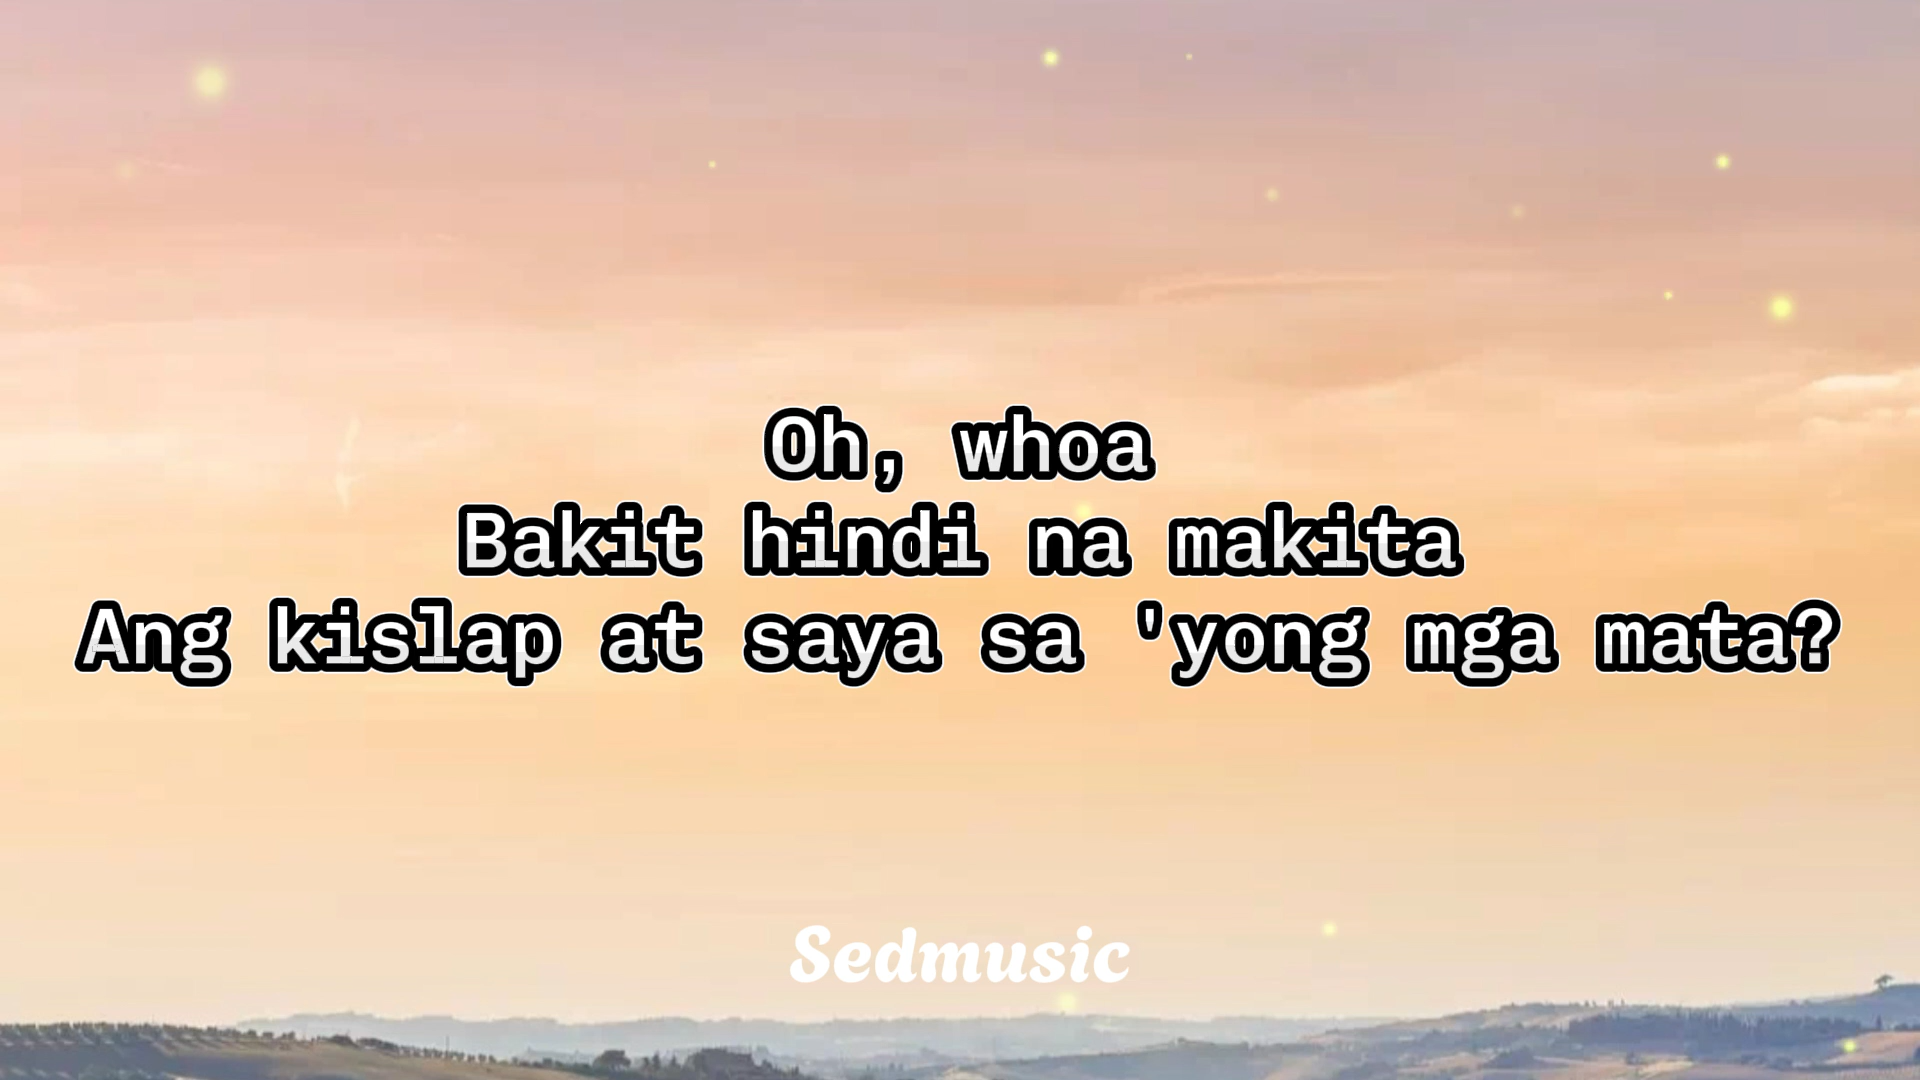 Oh, whoa
Bakit hindi na makita
Ang kislap at saya sa 'yong mga mata?
Sedmusic